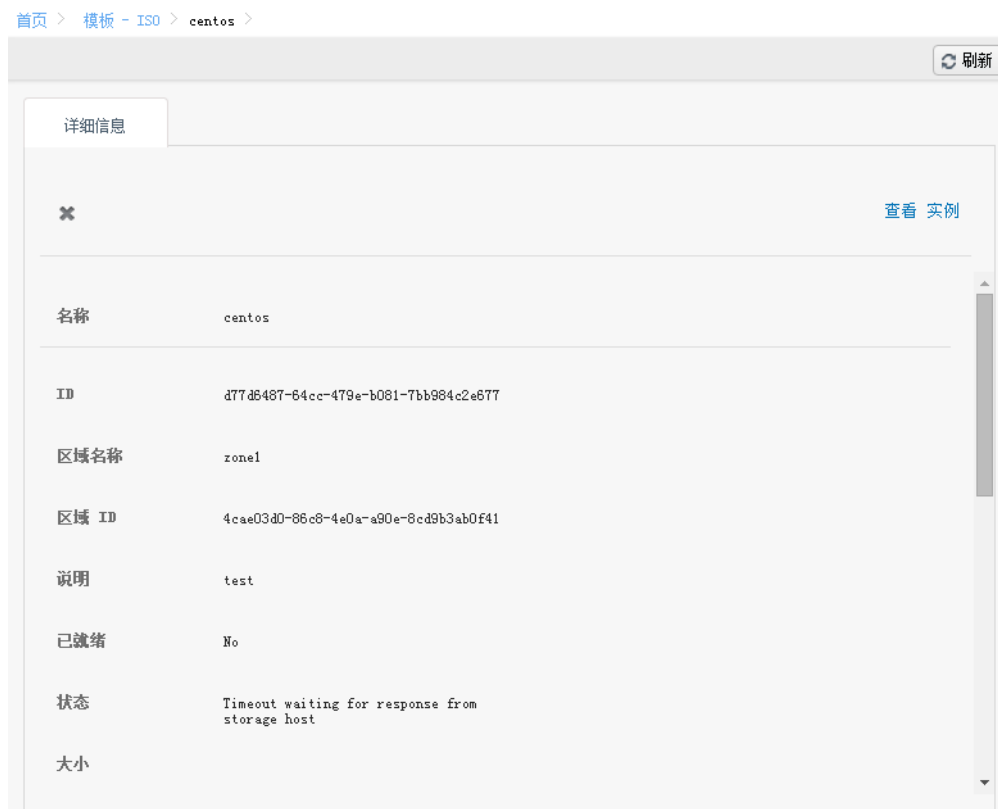 首页 > 模板 - ISO > centos >
刷新
详细信息
查看 实例
名称 centos
ID d77d6487-64cc-479e-b081-7bb984c2e677
区域名称 zone1
区域 ID 4cae03d0-86c8-4e0a-a90e-8cd9b3ab0f41
说明 test
已就绪 No
状态 Timeout waiting for response from
storage host
大小